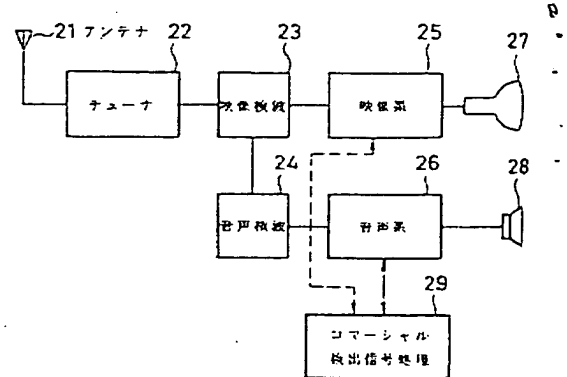 21 アンテナ
22
23
25
27
チューナ
映像検波
映像系
24
26
28
音声検波
音声系
29
コマーシャル
検出信号処理